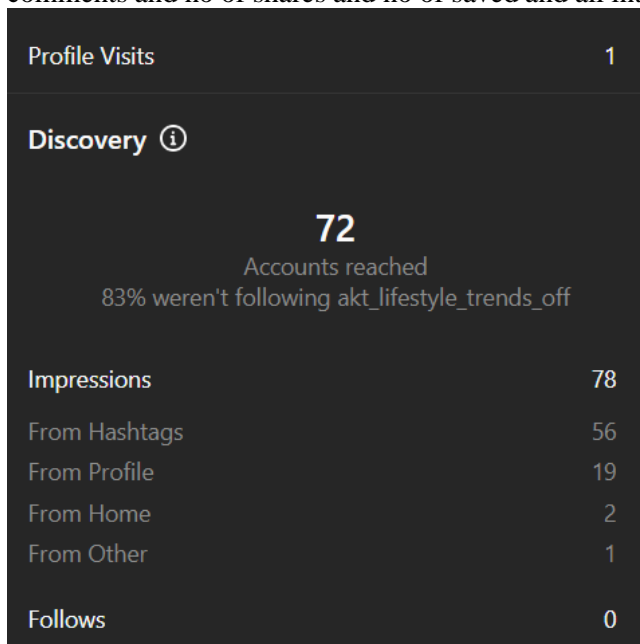 Profile Visits 1
Discovery
72
Accounts reached
83% weren't following akt_lifestyle_trends_off
Impressions 78
From Hashtags 56
From Profile 19
From Home 2
From Other 1
Follows 0